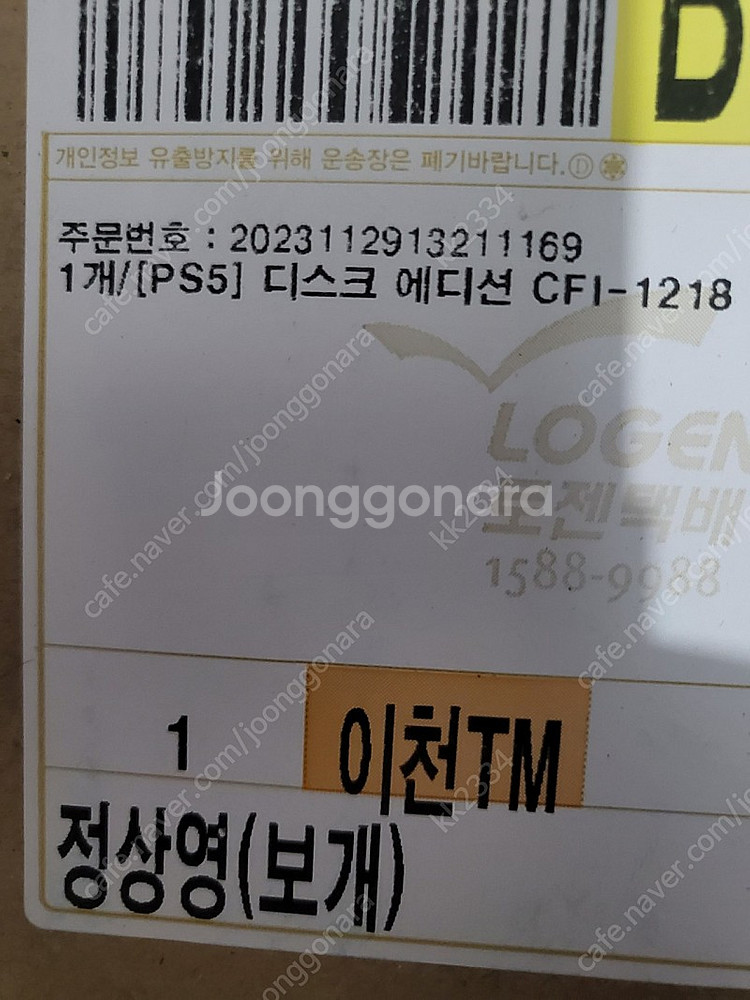 D
개인정보 유출방지를 위해 운송장은 폐기바랍니다. Ⓓ
주문번호 : 2023112913211169
1개/[PS5] 디스크 에디션 CFI-1218
LOGEN
Joonggonara
로젠택배
1588-9988
1
이천TM
정상영(보개)
cafe.naver.com/joonggonara
kk2334